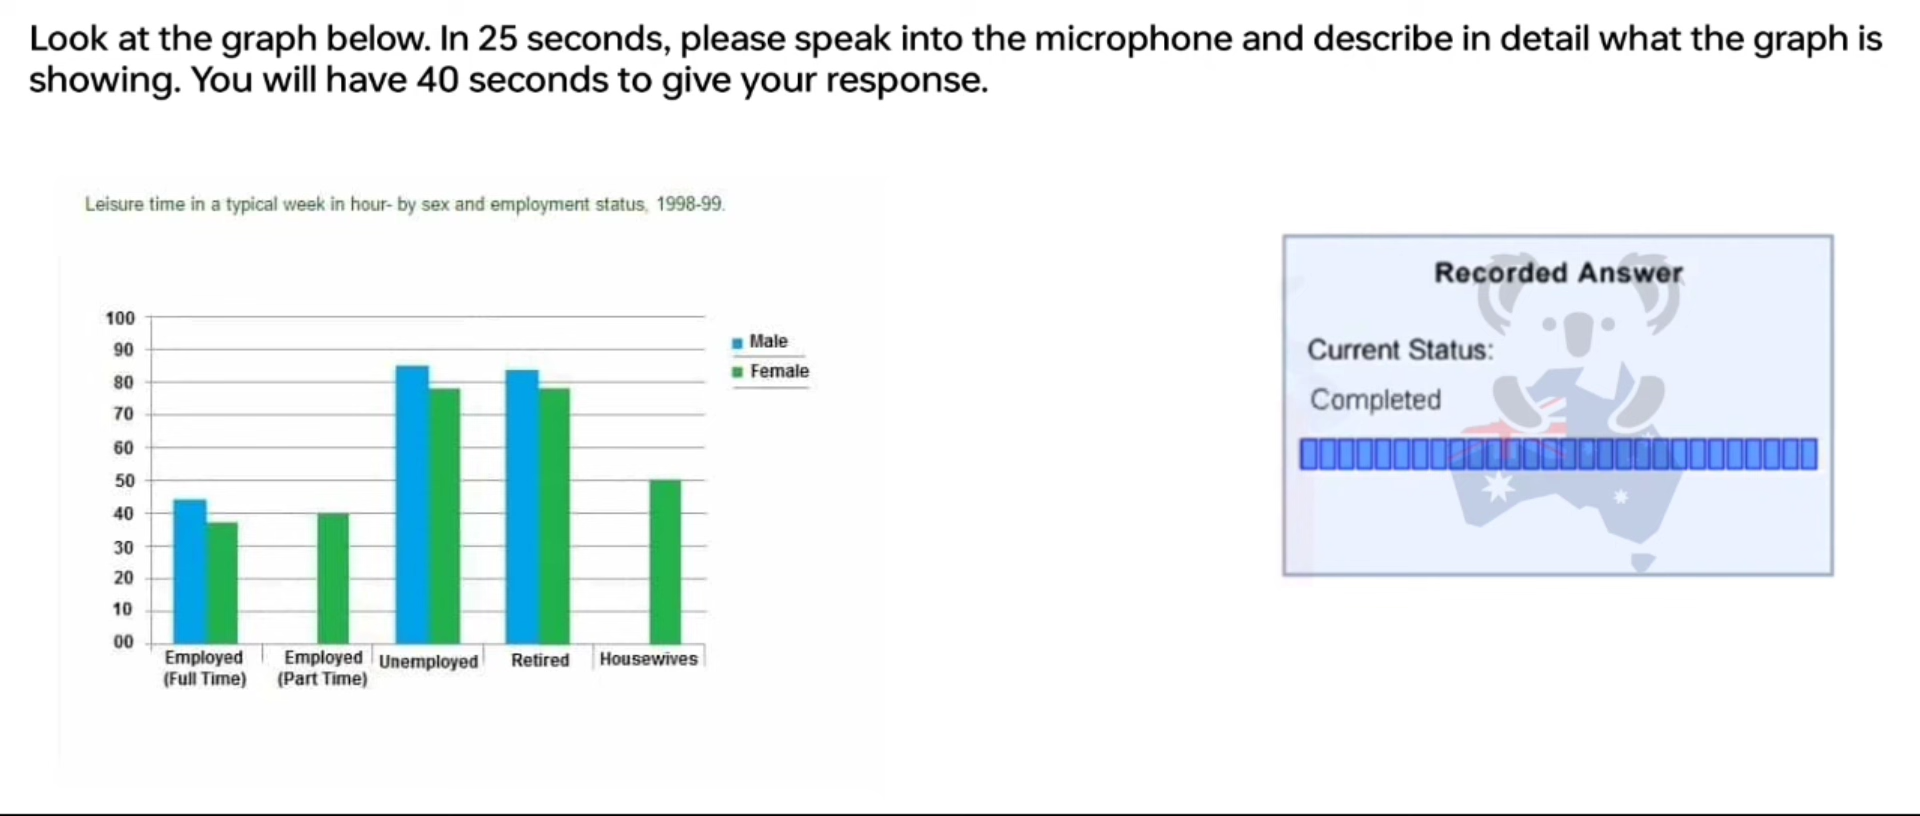 Look at the graph below. In 25 seconds, please speak into the microphone and describe in detail what the graph is
showing. You will have 40 seconds to give your response.
Leisure time in a typical week in hour- by sex and employment status, 1998-99.
100
90
80
70
60
50
40
30
20
10
00
Employed
(Full Time)
Employed
(Part Time)
Unemployed
Retired
Housewives
Male
Female
Recorded Answer
Current Status:
Completed